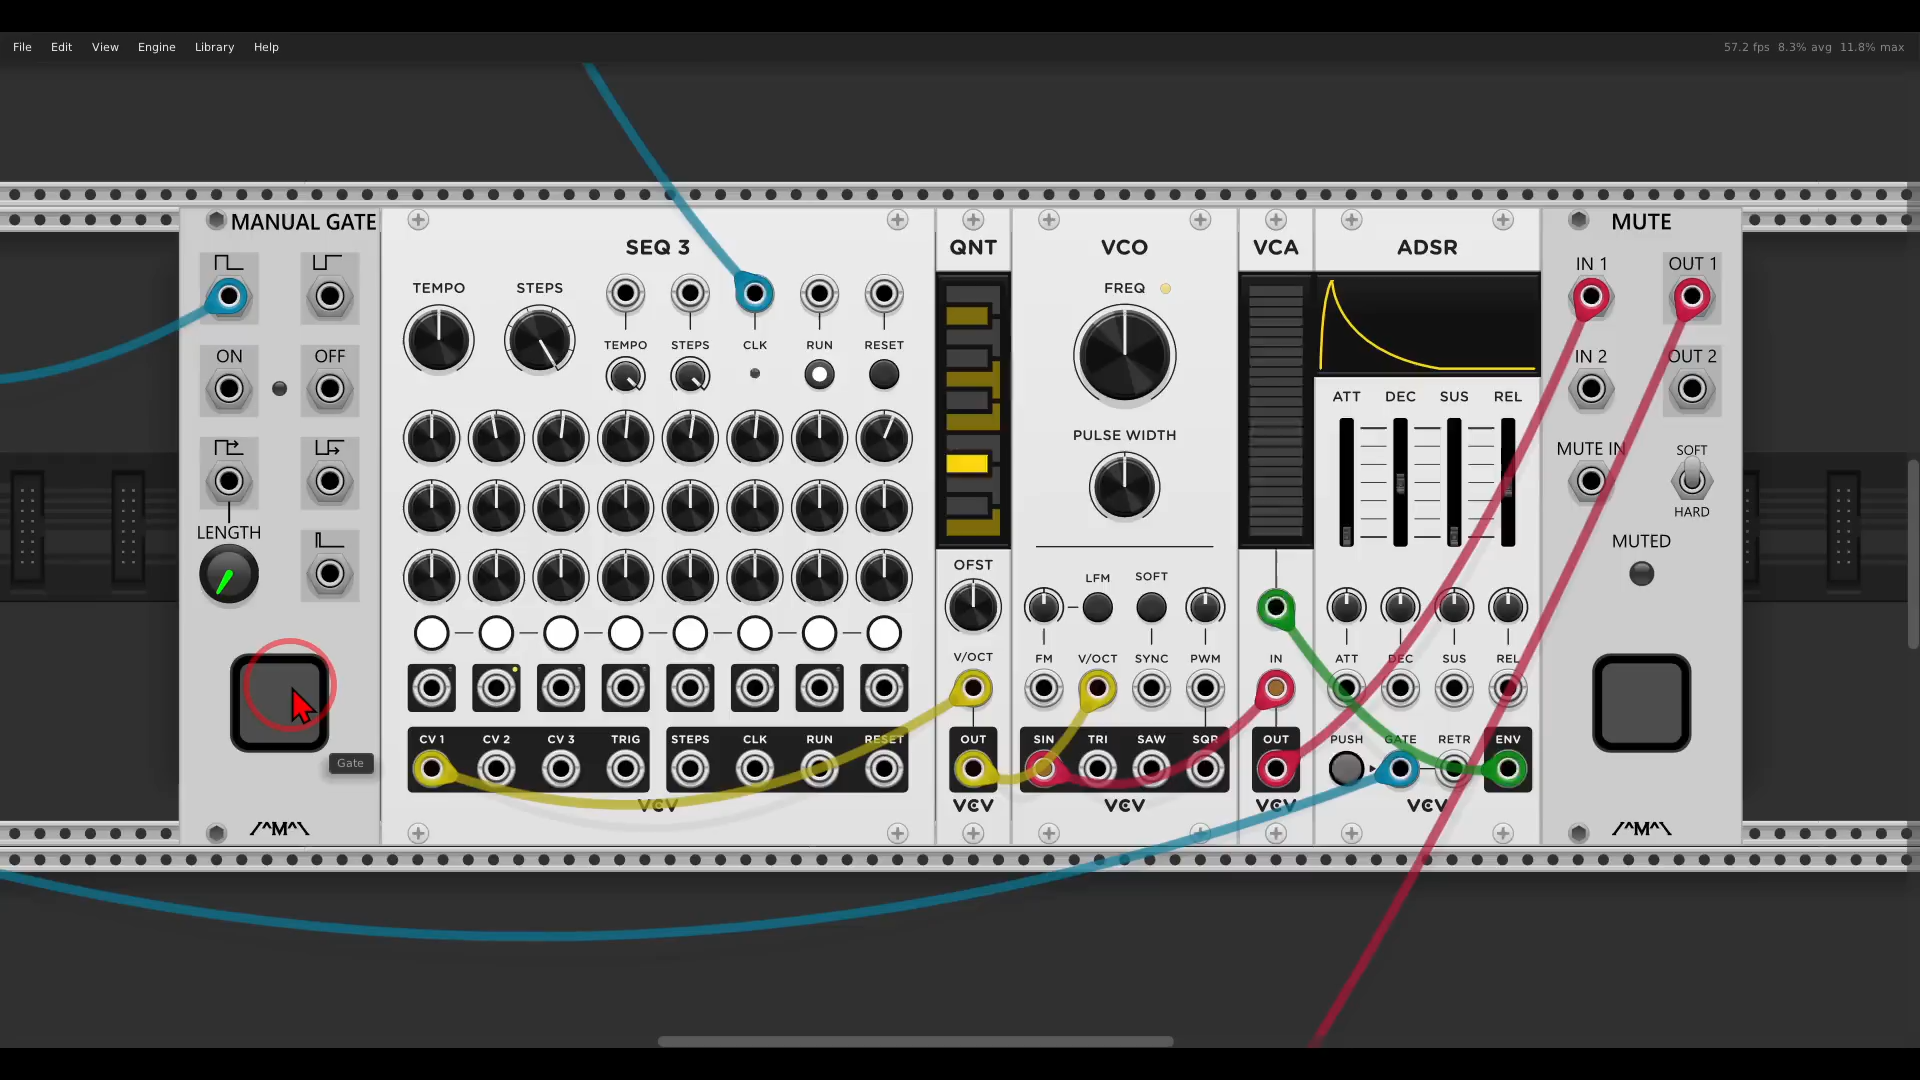 File Edit View Engine Library Help
57.2 fps 8.3% avg 11.8% max
MANUAL GATE
ON
OFF
LENGTH
Gate
SEQ 3
TEMPO
STEPS
TEMPO
STEPS
CLK
RUN
RESET
CV 1
CV 2
CV 3
TRIG
STEPS
CLK
RUN
RESET
VCV
QNT
OFST
V/OCT
OUT
VCV
VCO
FREQ
PULSE WIDTH
LFM
SOFT
FM
V/OCT
SYNC
PWM
SIN
TRI
SAW
SQR
VCV
VCA
IN
OUT
VCV
ADSR
ATT
DEC
SUS
REL
ATT
DEC
SUS
REL
PUSH
GATE
RETR
ENV
VCV
MUTE
IN 1
OUT 1
IN 2
OUT 2
MUTE IN
SOFT
HARD
MUTED